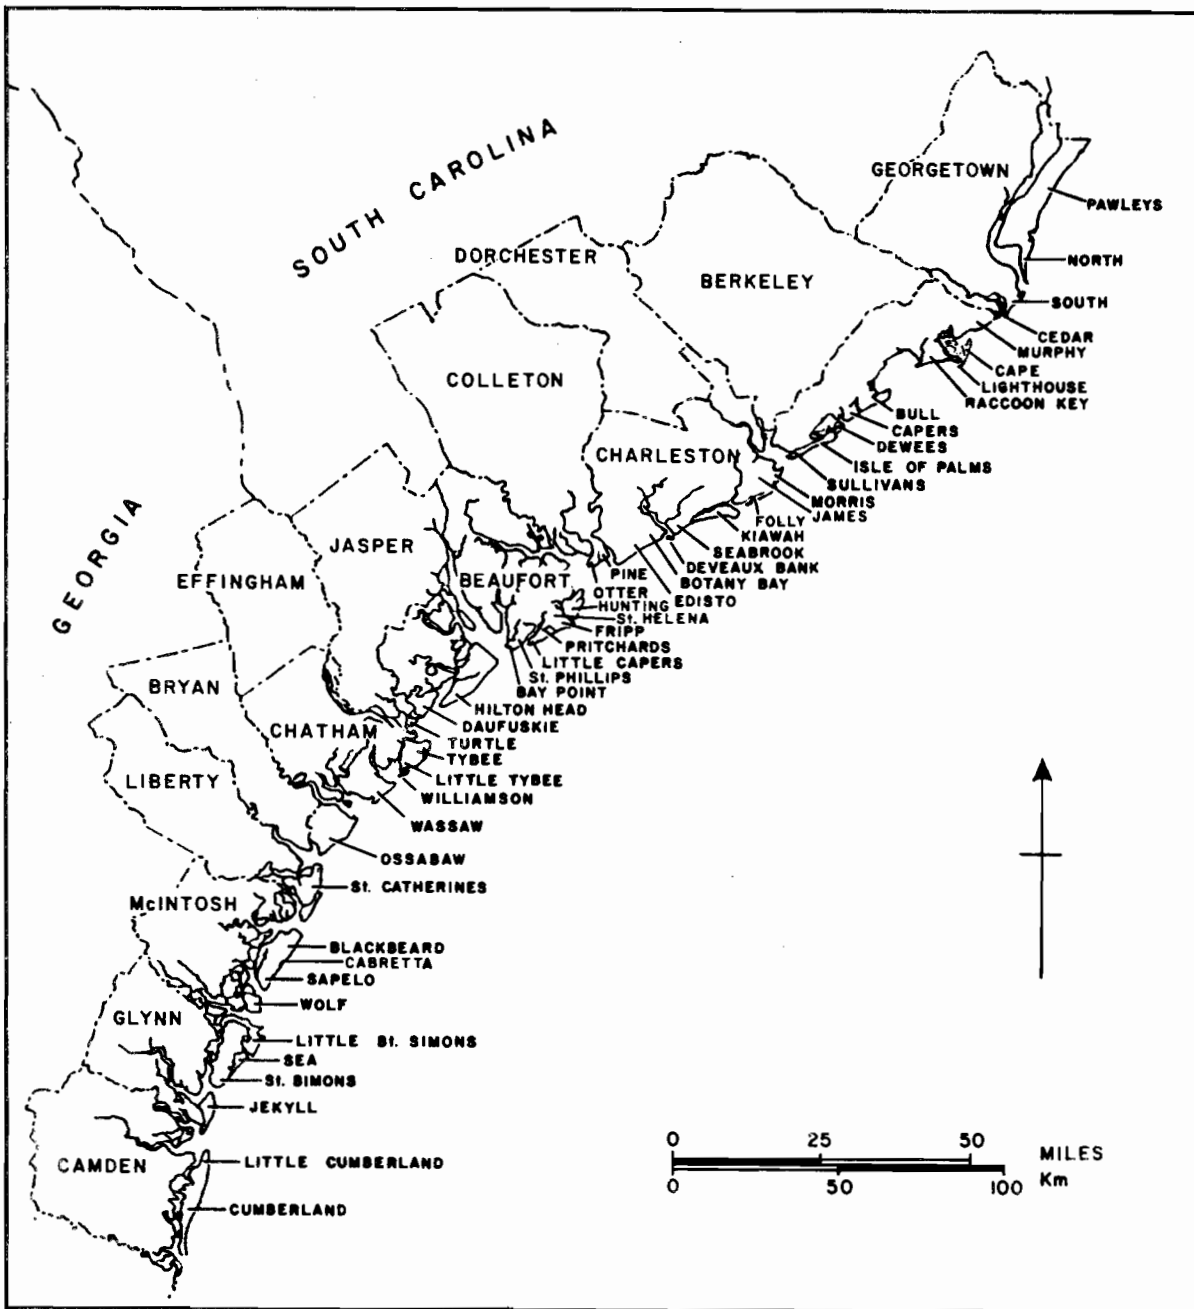 SOUTH CAROLINA
GEORGIA
GEORGETOWN
PAWLEYS
NORTH
SOUTH
CEDAR
MURPHY
CAPE
LIGHTHOUSE
RACCOON KEY
BULL
CAPERS
DEWEES
ISLE OF PALMS
SULLIVANS
MORRIS
JAMES
FOLLY
KIAWAH
SEABROOK
DEVEAUX BANK
BOTANY BAY
EDISTO
PINE
OTTER
HUNTING
St. HELENA
FRIPP
PRITCHARDS
LITTLE CAPERS
St. PHILLIPS
BAY POINT
HILTON HEAD
DAUFUSKIE
TURTLE
TYBEE
LITTLE TYBEE
WILLIAMSON
WASSAW
OSSABAW
St. CATHERINES
BLACKBEARD
CABRETTA
SAPELO
WOLF
LITTLE St. SIMONS
SEA
St. SIMONS
JEKYLL
LITTLE CUMBERLAND
CUMBERLAND
DORCHESTER
BERKELEY
COLLETON
CHARLESTON
JASPER
BEAUFORT
EFFINGHAM
BRYAN
CHATHAM
LIBERTY
McINTOSH
GLYNN
CAMDEN
0 25 50 MILES
0 50 100 Km